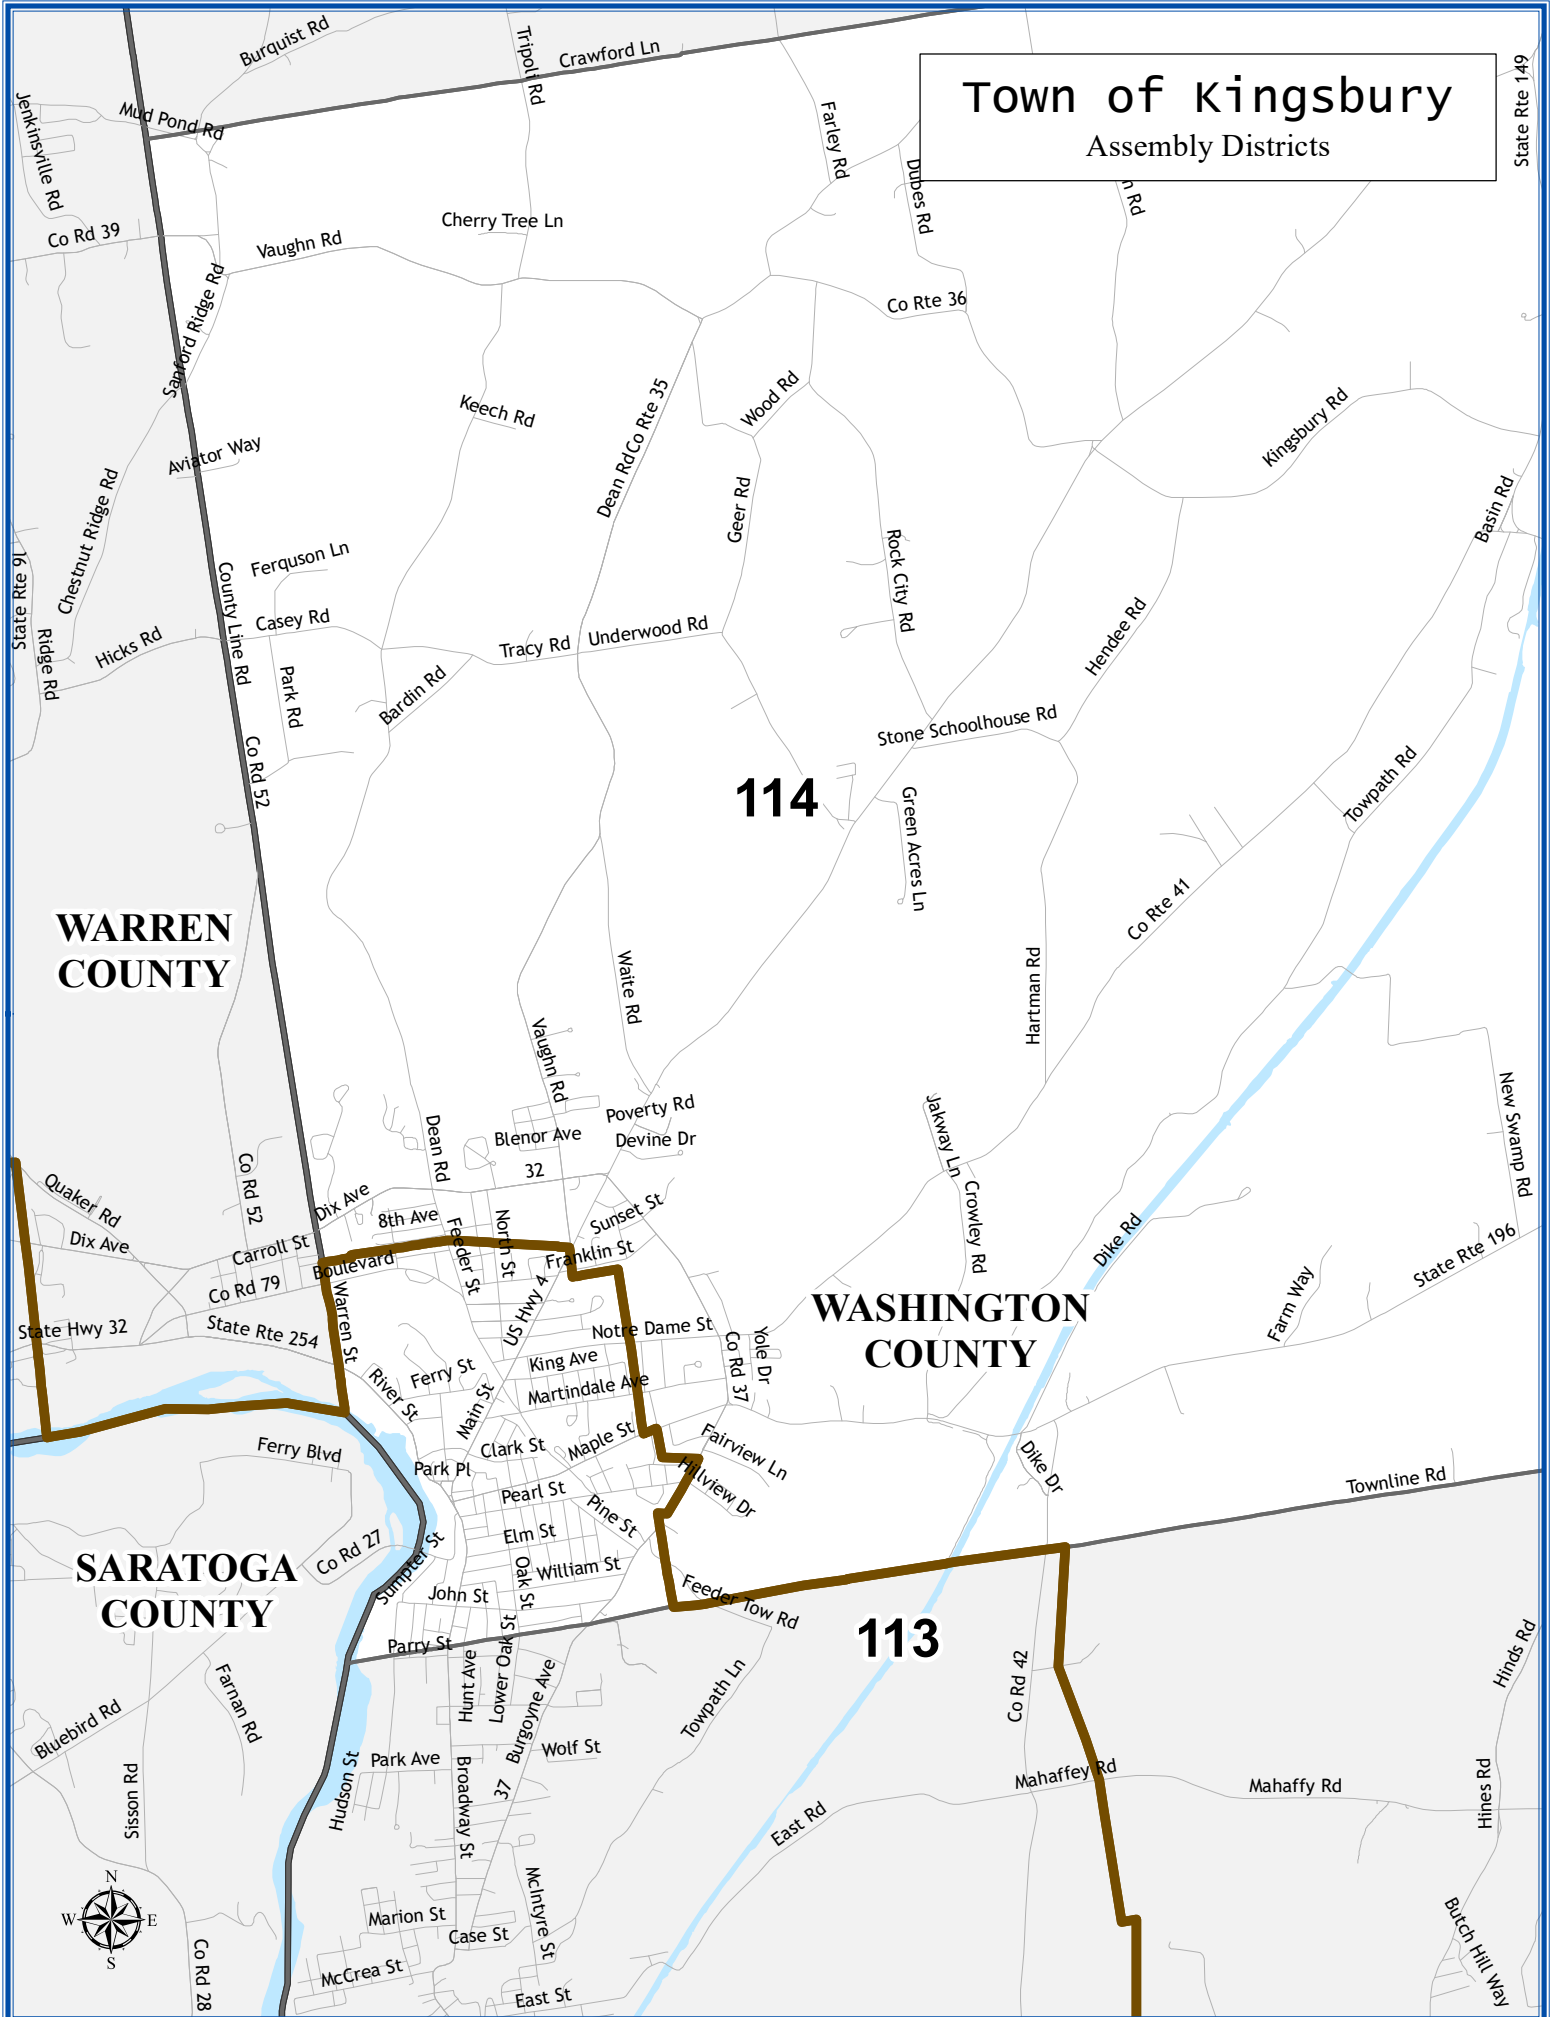 Town of Kingsbury
Assembly Districts
Burquist Rd
Tripoli Rd
Crawford Ln
State Rte 149
Jenkinsville Rd
Mud Pond Rd
Farley Rd
Dubes Rd
n Rd
Co Rd 39
Vaughn Rd
Cherry Tree Ln
Sanford Ridge Rd
Co Rte 36
Keech Rd
Dean Rd
Co Rte 35
Wood Rd
Kingsbury Rd
Aviator Way
Chestnut Ridge Rd
Geer Rd
Basin Rd
State Rte 91
Ferguson Ln
County Line Rd
Rock City Rd
Casey Rd
Hicks Rd
Ridge Rd
Tracy Rd
Underwood Rd
Hendee Rd
Park Rd
Bardin Rd
Stone Schoolhouse Rd
Co Rd 52
114
Towpath Rd
Green Acres Ln
Co Rte 41
WARREN
COUNTY
Waite Rd
Hartman Rd
Vaughn Rd
New Swamp Rd
Poverty Rd
Dean Rd
Blenor Ave
Devine Dr
Jakway Ln
32
Co Rd 52
Quaker Rd
Dix Ave
Sunset St
Crowley Rd
8th Ave
North St
Feeder St
Dix Ave
Carroll St
Boulevard
Franklin St
Dike Rd
State Rte 196
Co Rd 79
Warren St
US Hwy 4
Farm Way
WASHINGTON
COUNTY
State Hwy 32
State Rte 254
Notre Dame St
Co Rd 37
Yole Dr
King Ave
Ferry St
River St
Martindale Ave
Main St
Clark St
Maple St
Fairview Ln
Ferry Blvd
Park Pl
Hillview Dr
Dike Dr
Townline Rd
Pearl St
Pine St
Elm St
Co Rd 27
Sumpter St
SARATOGA
COUNTY
Oak St
William St
John St
Feeder Tow Rd
113
Parry St
Hunt Ave
Lower Oak St
Burgoyne Ave
Towpath Ln
Co Rd 42
Hinds Rd
Farnan Rd
Bluebird Rd
Park Ave
Wolf St
Hudson St
Broadway St
37
Sisson Rd
Mahaffey Rd
Mahaffy Rd
Hines Rd
East Rd
N
W
E
S
McIntyre St
Marion St
Case St
Butch Hill Way
Co Rd 28
McCrea St
East St